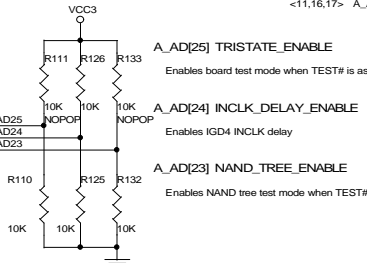 VCC3
<11,16,17> A_
R111 R126 R133
A_AD[25] TRISTATE_ENABLE
Enables board test mode when TEST# is as
10K 10K 10K
NOPOP NOPOP
A_AD[24] INCLK_DELAY_ENABLE
AD25
AD24
AD23
Enables IGD4 INCLK delay
A_AD[23] NAND_TREE_ENABLE
R110 R125 R132
Enables NAND tree test mode when TEST#
10K 10K 10K